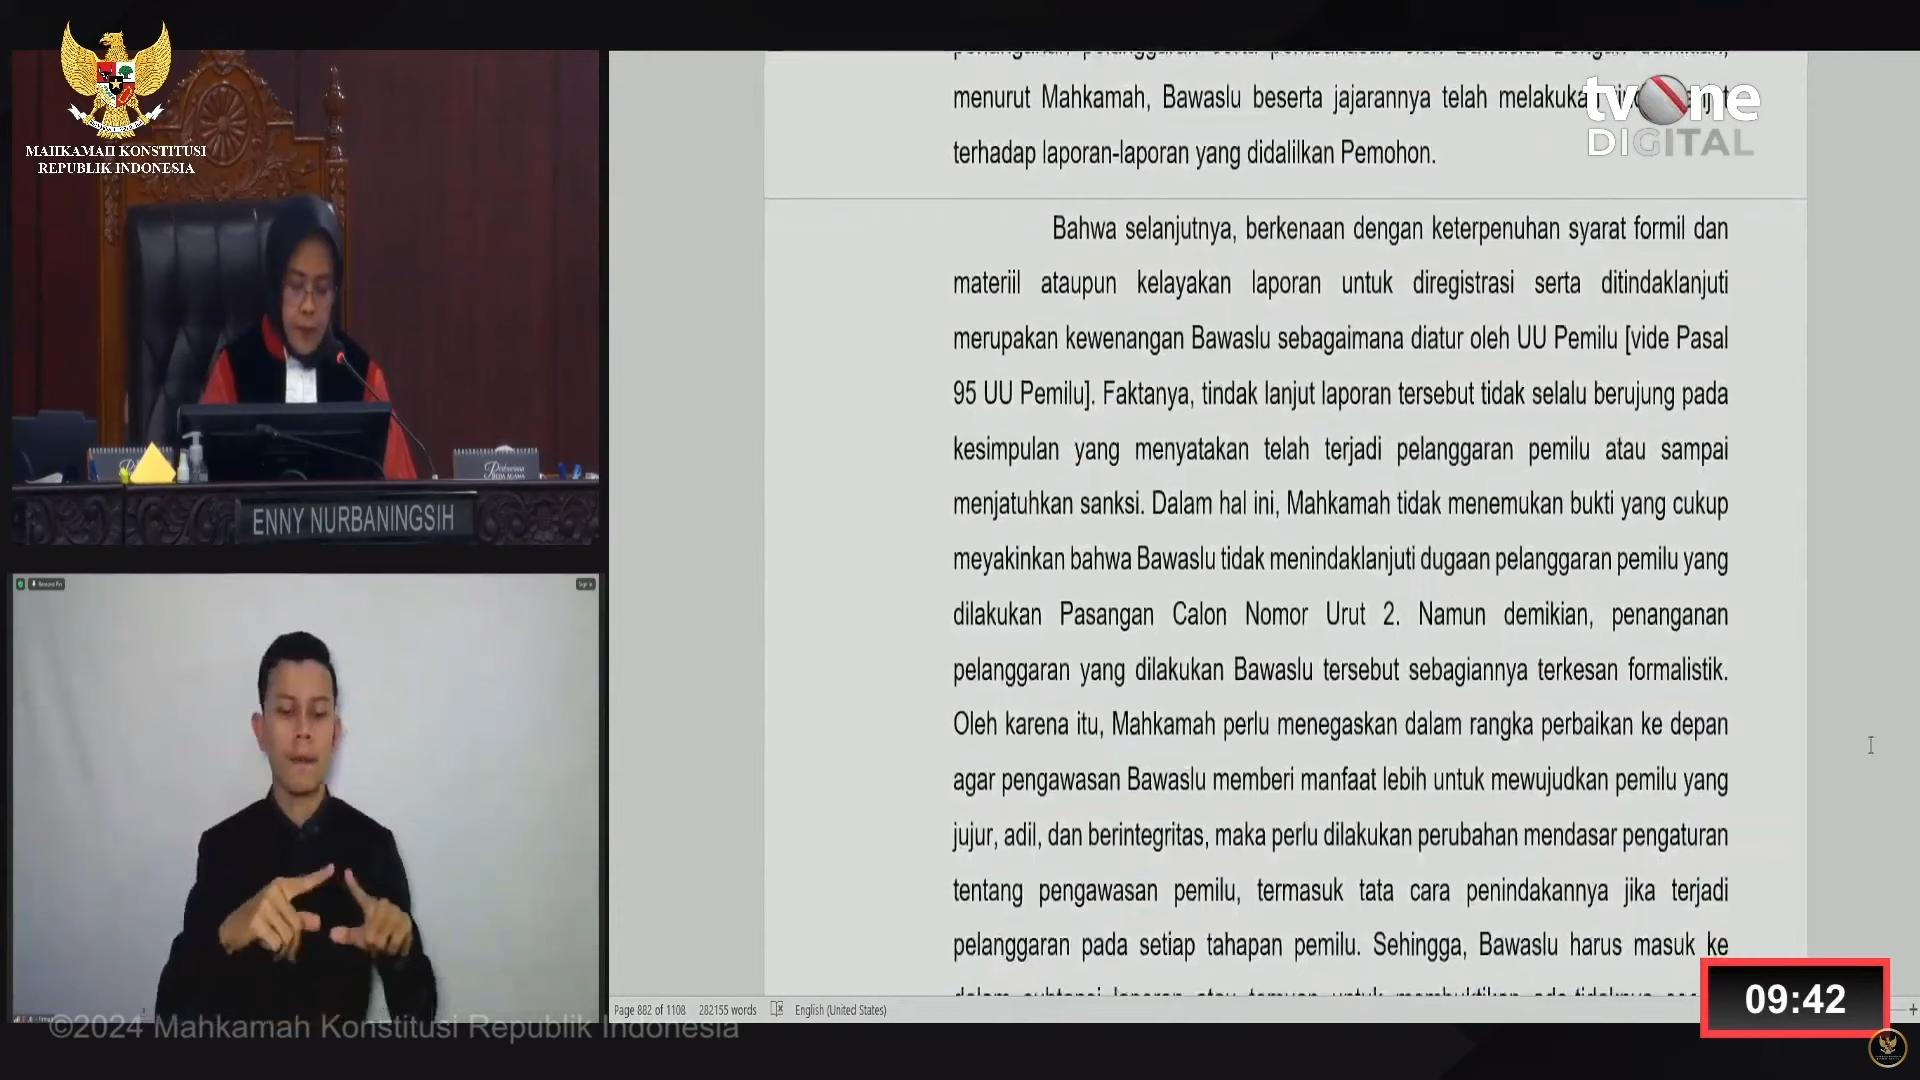 MAHKAMAH KONSTITUSI
REPUBLIK INDONESIA
ENNY NURBANINGSIH
tvOne
DIGITAL
menurut Mahkamah, Bawaslu beserta jajarannya telah
terhadap laporan-laporan yang didalilkan Pemohon.
Bahwa selanjutnya, berkenaan dengan keterpenuhan syarat formil dan
materiil ataupun kelayakan laporan untuk diregistrasi serta ditindaklanjuti
merupakan kewenangan Bawaslu sebagaimana diatur oleh UU Pemilu [vide Pasal
95 UU Pemilu]. Faktanya, tindak lanjut laporan tersebut tidak selalu berujung pada
kesimpulan yang menyatakan telah terjadi pelanggaran pemilu atau sampai
menjatuhkan sanksi. Dalam hal ini, Mahkamah tidak menemukan bukti yang cukup
meyakinkan bahwa Bawaslu tidak menindaklanjuti dugaan pelanggaran pemilu yang
dilakukan Pasangan Calon Nomor Urut 2. Namun demikian, penanganan
pelanggaran yang dilakukan Bawaslu tersebut sebagiannya terkesan formalistik.
Oleh karena itu, Mahkamah perlu menegaskan dalam rangka perbaikan ke depan
agar pengawasan Bawaslu memberi manfaat lebih untuk mewujudkan pemilu yang
jujur, adil, dan berintegritas, maka perlu dilakukan perubahan mendasar pengaturan
tentang pengawasan pemilu, termasuk tata cara penindakannya jika terjadi
pelanggaran pada setiap tahapan pemilu. Sehingga, Bawaslu harus masuk ke
Page 882 of 1108 282155 words English (United States)
09:42
©2024 Mahkamah Konstitusi Republik Indonesia